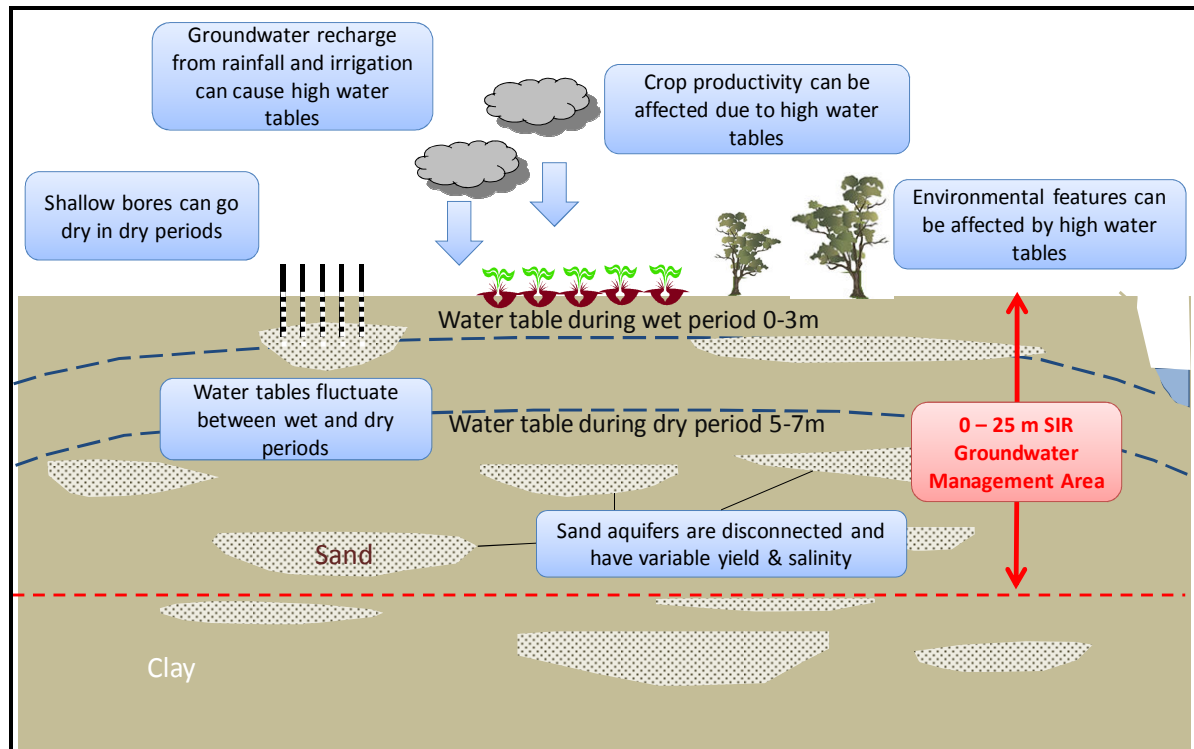 Groundwater recharge
from rainfall and irrigation
can cause high water
tables
Crop productivity can be
affected due to high water
tables
Shallow bores can go
dry in dry periods
Environmental features can
be affected by high water
tables
Water table during wet period 0-3m
Water tables fluctuate
between wet and dry
periods
Water table during dry period 5-7m
0 – 25 m SIR
Groundwater
Management Area
Sand aquifers are disconnected and
have variable yield & salinity
Sand
Clay